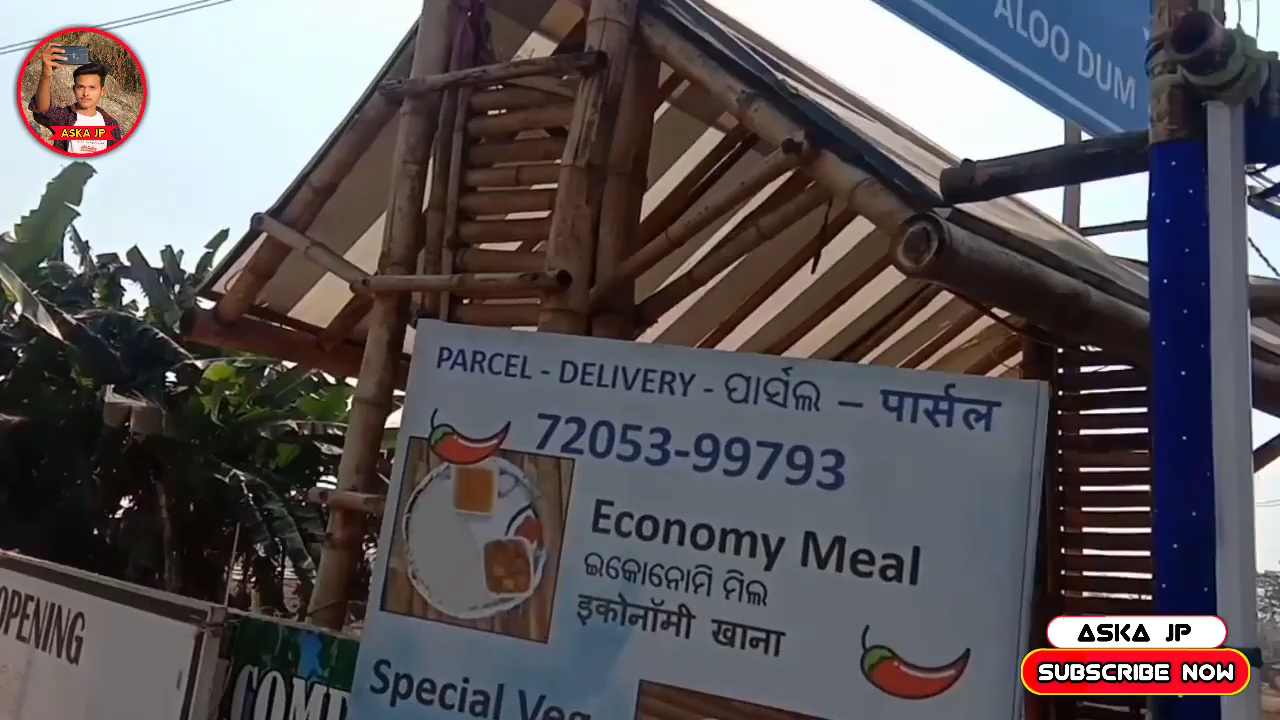 ASKA JP
ALOO DUM
PARCEL - DELIVERY - ପାର୍ସଲ – पार्सल
72053-99793
Economy Meal
ଇକୋନୋମି ମିଲ
इकोनॉमी खाना
OPENING
Special Veg
ASKA JP
SUBSCRIBE NOW